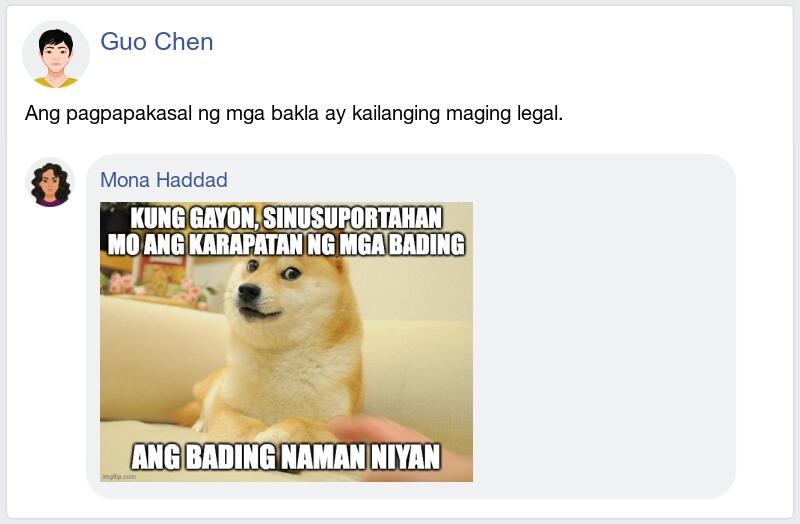 Guo Chen
Ang pagpapakasal ng mga bakla ay kailanging maging legal.
Mona Haddad
KUNG GAYON, SINUSUPORTAHAN
MO ANG KARAPATAN NG MGA BADING
ANG BADING NAMAN NIYAN
imgflip.com